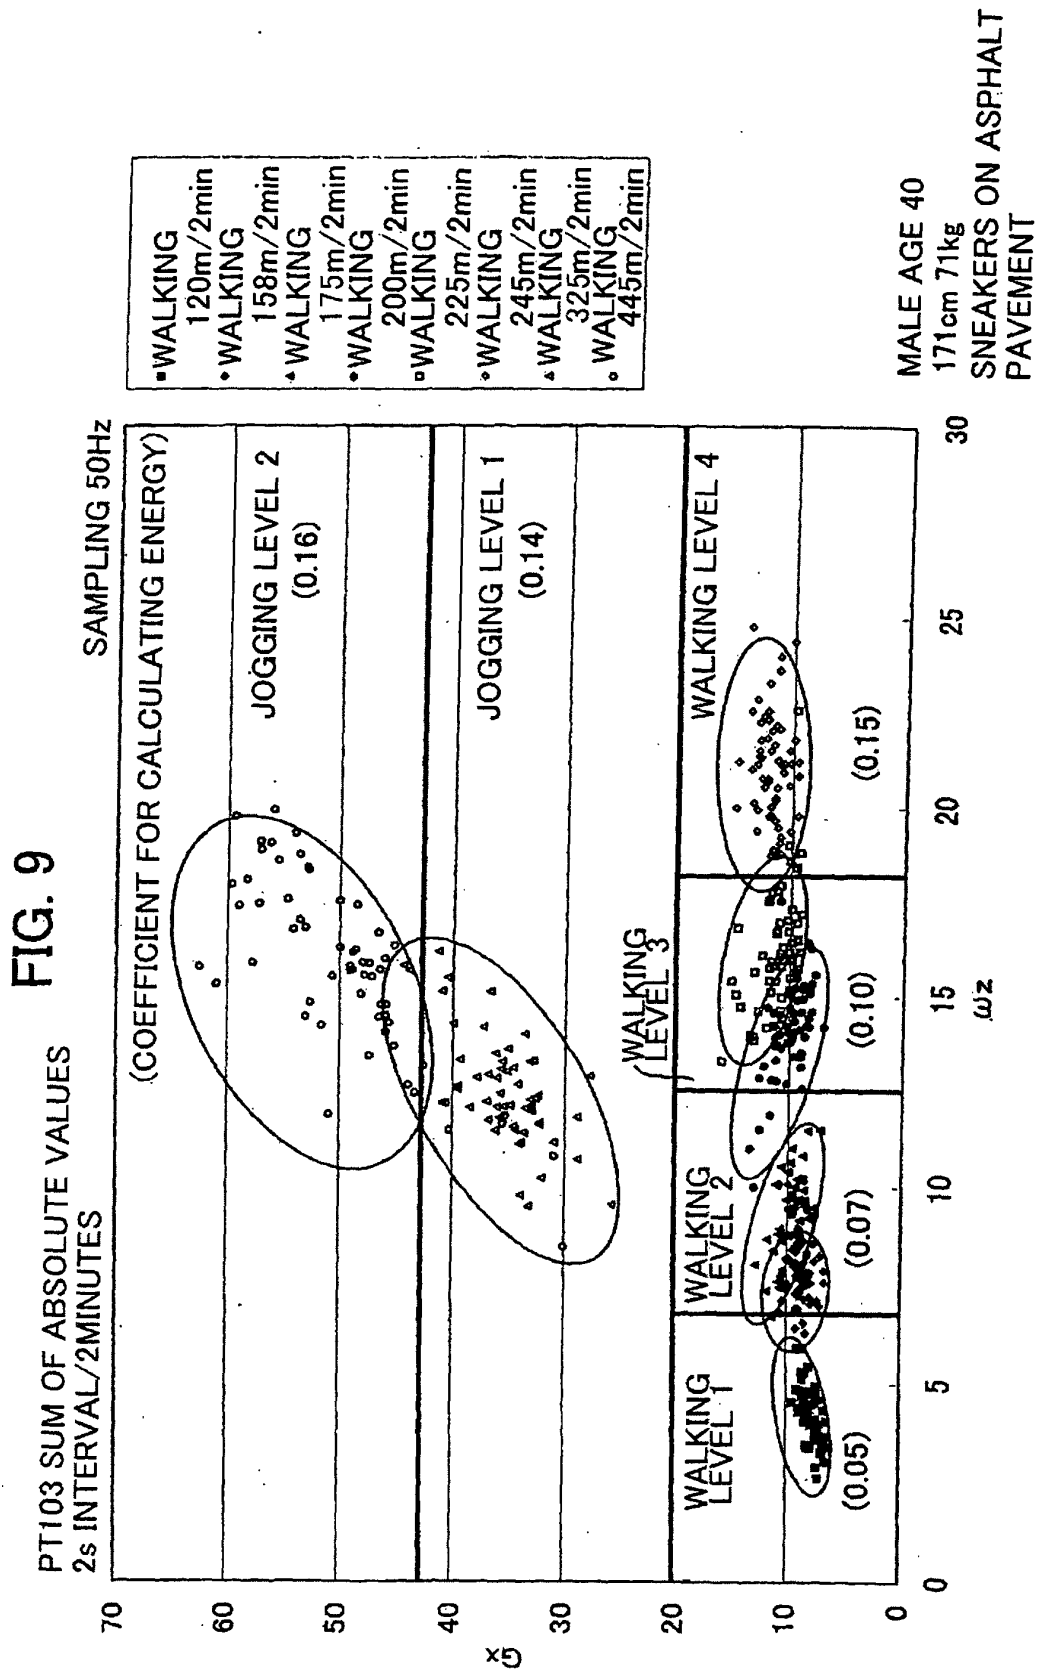 FIG. 9
PT103 SUM OF ABSOLUTE VALUES
2s INTERVAL/2MINUTES
SAMPLING 50Hz
(COEFFICIENT FOR CALCULATING ENERGY)
JOGGING LEVEL 2
(0.16)
JOGGING LEVEL 1
(0.14)
WALKING
LEVEL 1
(0.05)
WALKING
LEVEL 2
(0.07)
WALKING
LEVEL 3
(0.10)
WALKING LEVEL 4
(0.15)
70
60
50
40
30
20
10
0
Gx
0
5
10
15
20
25
30
ωz
WALKING
120m/2min
WALKING
158m/2min
WALKING
175m/2min
WALKING
200m/2min
WALKING
225m/2min
WALKING
245m/2min
WALKING
325m/2min
WALKING
445m/2min
MALE AGE 40
171cm 71kg
SNEAKERS ON ASPHALT
PAVEMENT